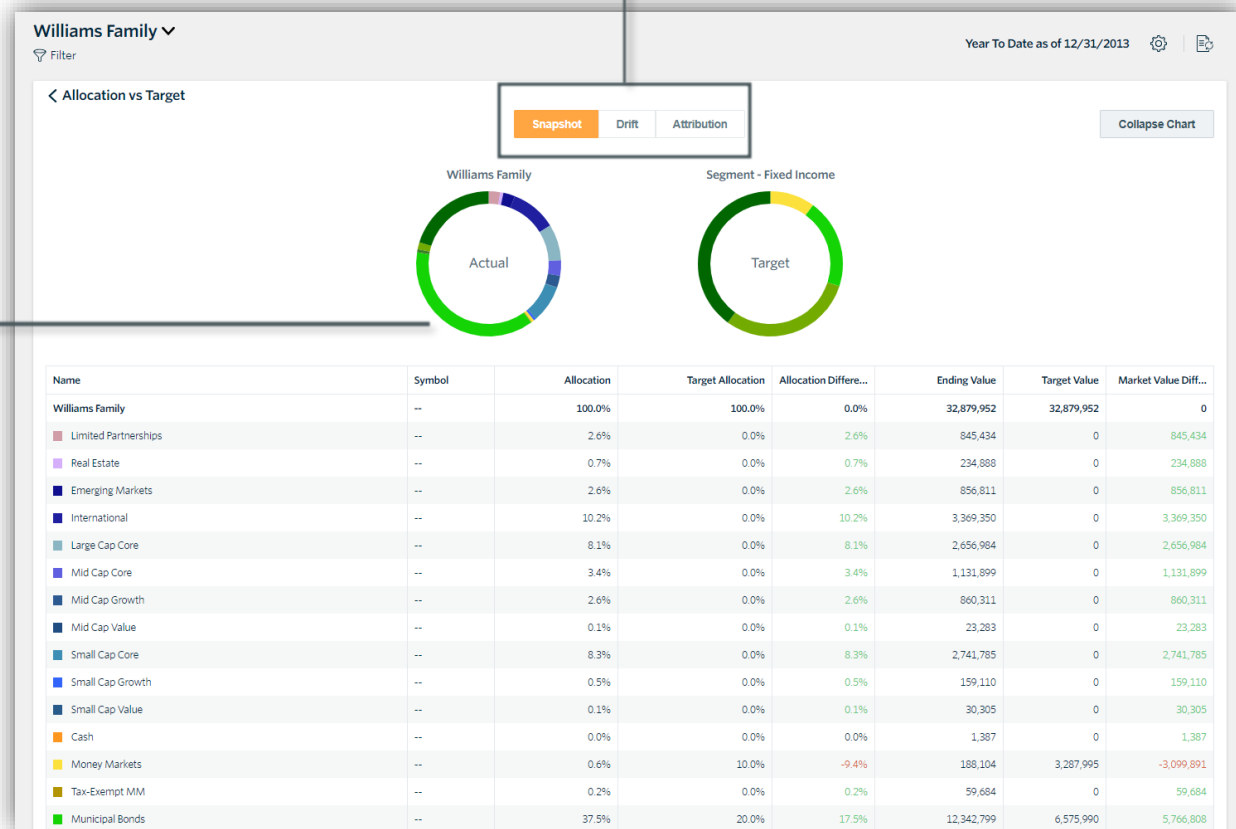 Williams Family
Filter
Year To Date as of 12/31/2013
Allocation vs Target
Snapshot Drift Attribution
Collapse Chart
Williams Family Segment - Fixed Income
Actual Target
Name Symbol Allocation Target Allocation Allocation Differe... Ending Value Target Value Market Value Diff...
Williams Family -- 100.0% 100.0% 0.0% 32,879,952 32,879,952 0
Limited Partnerships -- 2.6% 0.0% 2.6% 845,434 0 845,434
Real Estate -- 0.7% 0.0% 0.7% 234,888 0 234,888
Emerging Markets -- 2.6% 0.0% 2.6% 856,811 0 856,811
International -- 10.2% 0.0% 10.2% 3,369,350 0 3,369,350
Large Cap Core -- 8.1% 0.0% 8.1% 2,656,984 0 2,656,984
Mid Cap Core -- 3.4% 0.0% 3.4% 1,131,899 0 1,131,899
Mid Cap Growth -- 2.6% 0.0% 2.6% 860,311 0 860,311
Mid Cap Value -- 0.1% 0.0% 0.1% 23,283 0 23,283
Small Cap Core -- 8.3% 0.0% 8.3% 2,741,785 0 2,741,785
Small Cap Growth -- 0.5% 0.0% 0.5% 159,110 0 159,110
Small Cap Value -- 0.1% 0.0% 0.1% 30,305 0 30,305
Cash -- 0.0% 0.0% 0.0% 1,387 0 1,387
Money Markets -- 0.6% 10.0% -9.4% 188,104 3,287,995 -3,099,891
Tax-Exempt MM -- 0.2% 0.0% 0.2% 59,684 0 59,684
Municipal Bonds -- 37.5% 20.0% 17.5% 12,342,799 6,575,990 5,766,808